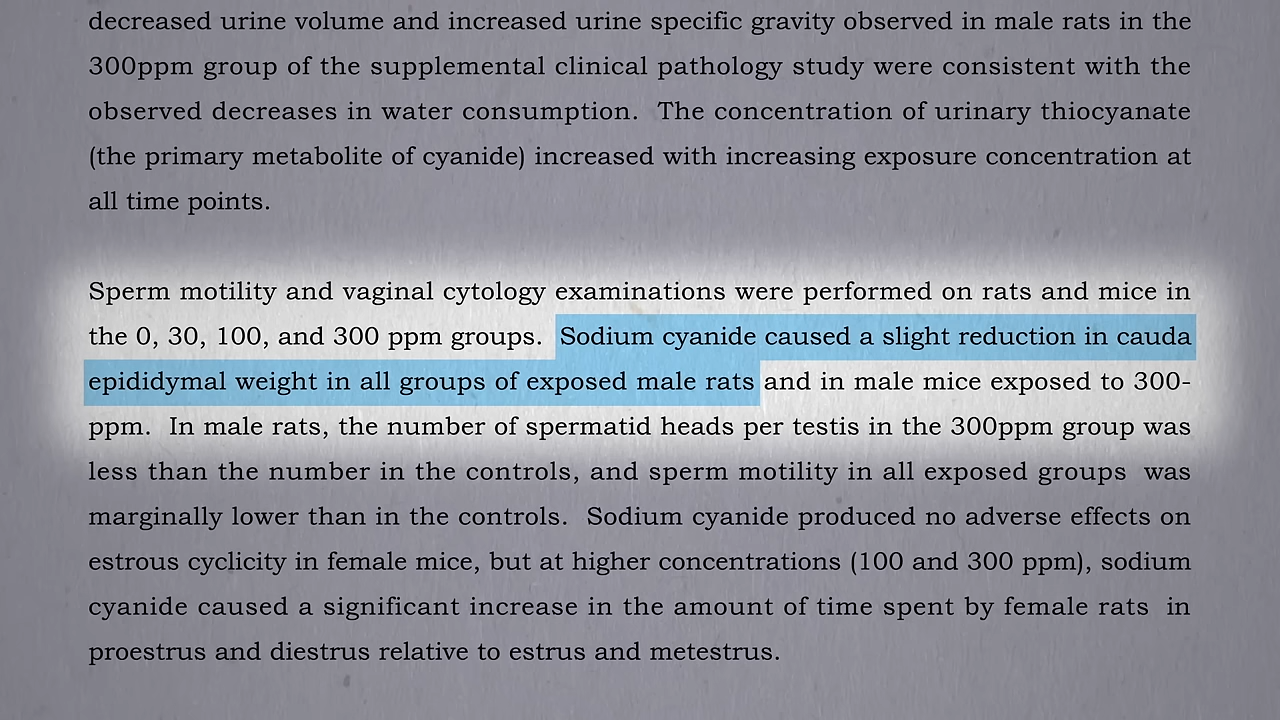 decreased urine volume and increased urine specific gravity observed in male rats in the
300ppm group of the supplemental clinical pathology study were consistent with the
observed decreases in water consumption.  The concentration of urinary thiocyanate
(the primary metabolite of cyanide) increased with increasing exposure concentration at
all time points.
Sperm motility and vaginal cytology examinations were performed on rats and mice in
the 0, 30, 100, and 300 ppm groups.  Sodium cyanide caused a slight reduction in cauda
epididymal weight in all groups of exposed male rats and in male mice exposed to 300-
ppm.  In male rats, the number of spermatid heads per testis in the 300ppm group was
less than the number in the controls, and sperm motility in all exposed groups  was
marginally lower than in the controls.  Sodium cyanide produced no adverse effects on
estrous cyclicity in female mice, but at higher concentrations (100 and 300 ppm), sodium
cyanide caused a significant increase in the amount of time spent by female rats  in
proestrus and diestrus relative to estrus and metestrus.